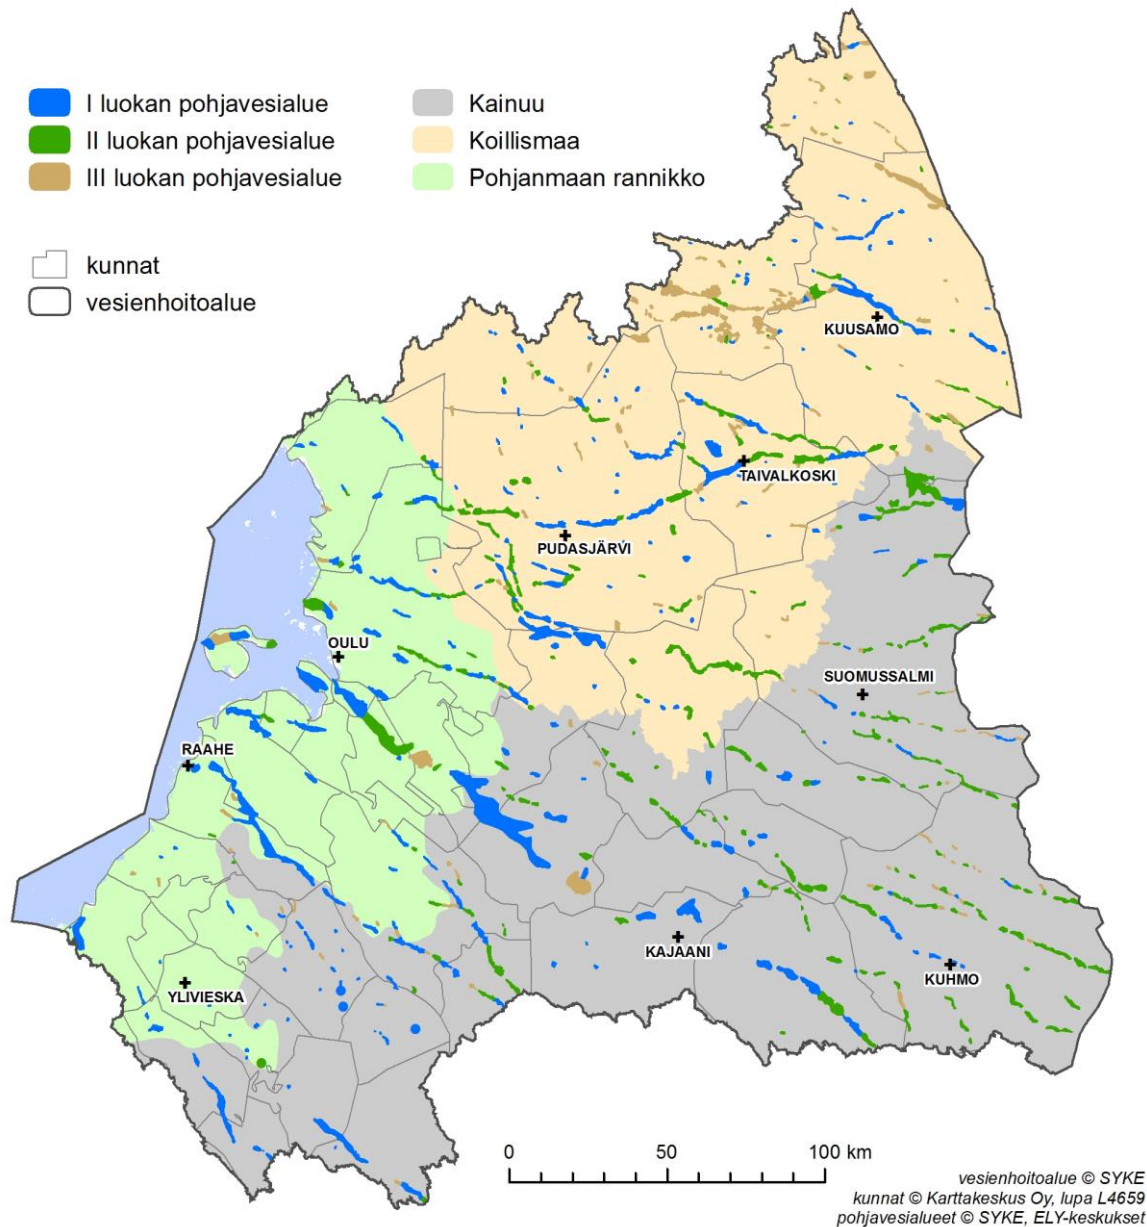 I luokan pohjavesialue
II luokan pohjavesialue
III luokan pohjavesialue
Kainuu
Koillismaa
Pohjanmaan rannikko
kunnat
vesienhoitoalue
KUUSAMO
TAIVALKOSKI
PUDASJÄRVI
OULU
SUOMUSSALMI
RAAHE
KAJAANI
KUHMO
YLIVIESKA
0 50 100 km
vesienhoitoalue © SYKE
kunnat © Karttakeskus Oy, lupa L4659
pohjavesialueet © SYKE, ELY-keskukset